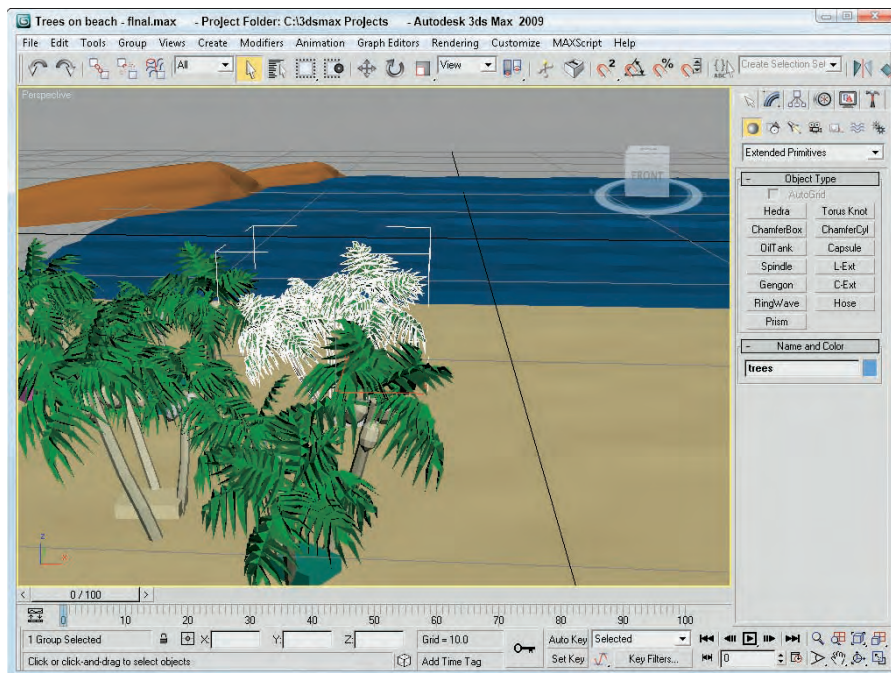 Trees on beach - final.max - Project Folder: C:\3dsmax Projects - Autodesk 3ds Max 2009
File Edit Tools Group Views Create Modifiers Animation Graph Editors Rendering Customize MAXScript Help
All View Create Selection Set
Perspective
FRONT
Extended Primitives
- Object Type
AutoGrid
Hedra Torus Knot
ChamferBox ChamferCyl
OilTank Capsule
Spindle L-Ext
Gengon C-Ext
RingWave Hose
Prism
- Name and Color
trees
z
x
< 0 / 100 >
0 10 20 30 40 50 60 70 80 90 100
1 Group Selected X: Y: Z: Grid = 10.0 Auto Key Selected
Click or click-and-drag to select objects Add Time Tag Set Key Key Filters... 0